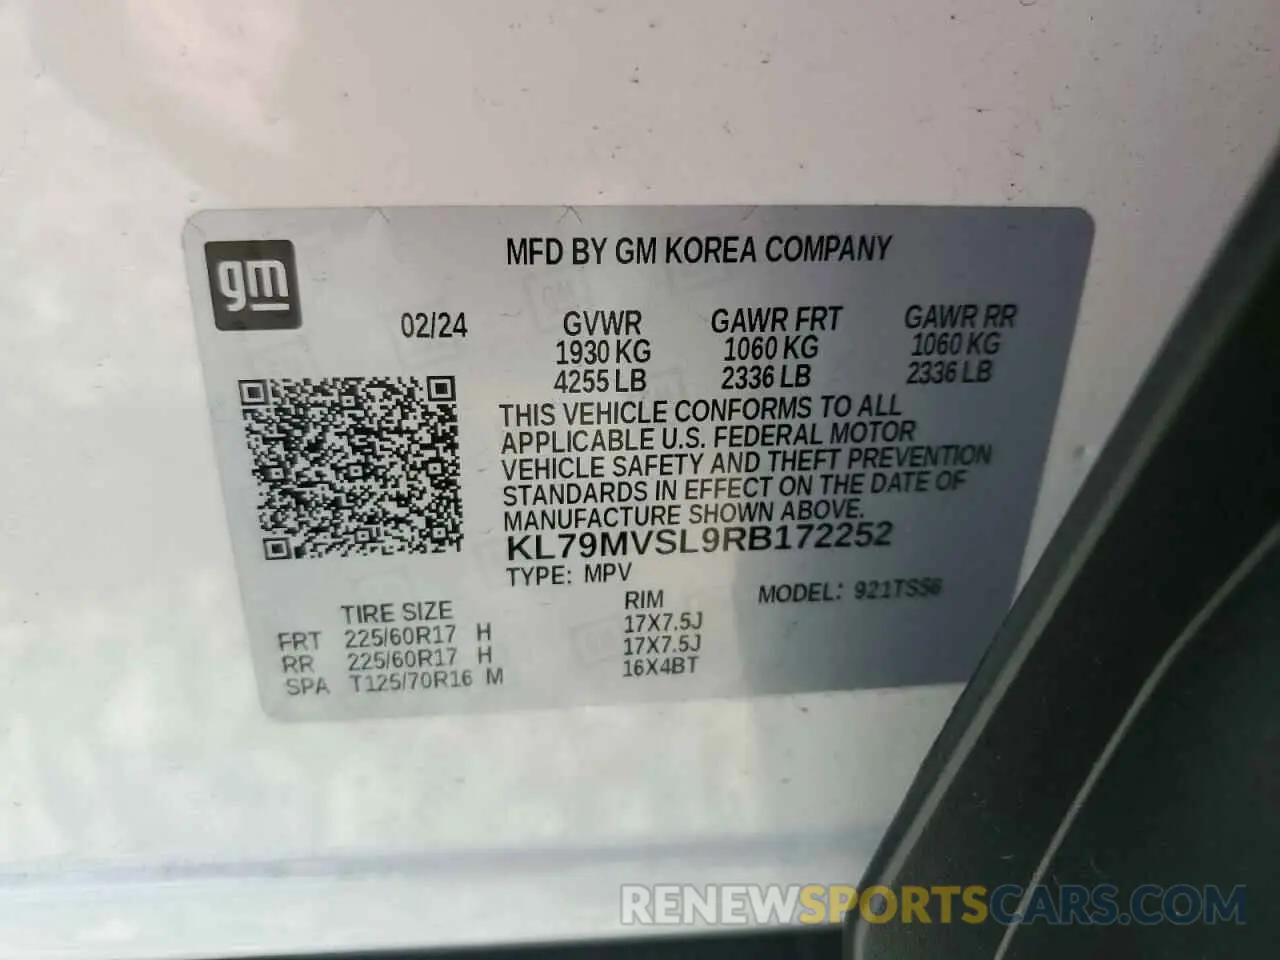 MFD BY GM KOREA COMPANY
gm
02/24
GVWR GAWR FRT GAWR RR
1930 KG 1060 KG 1060 KG
4255 LB 2336 LB 2336 LB
THIS VEHICLE CONFORMS TO ALL
APPLICABLE U.S. FEDERAL MOTOR
VEHICLE SAFETY AND THEFT PREVENTION
STANDARDS IN EFFECT ON THE DATE OF
MANUFACTURE SHOWN ABOVE.
KL79MVSL9RB172252
TYPE: MPV MODEL: 921TSS6
TIRE SIZE RIM
FRT 225/60R17 H 17X7.5J
RR 225/60R17 H 17X7.5J
SPA T125/70R16 M 16X4BT
RENEWSPORTSCARS.COM